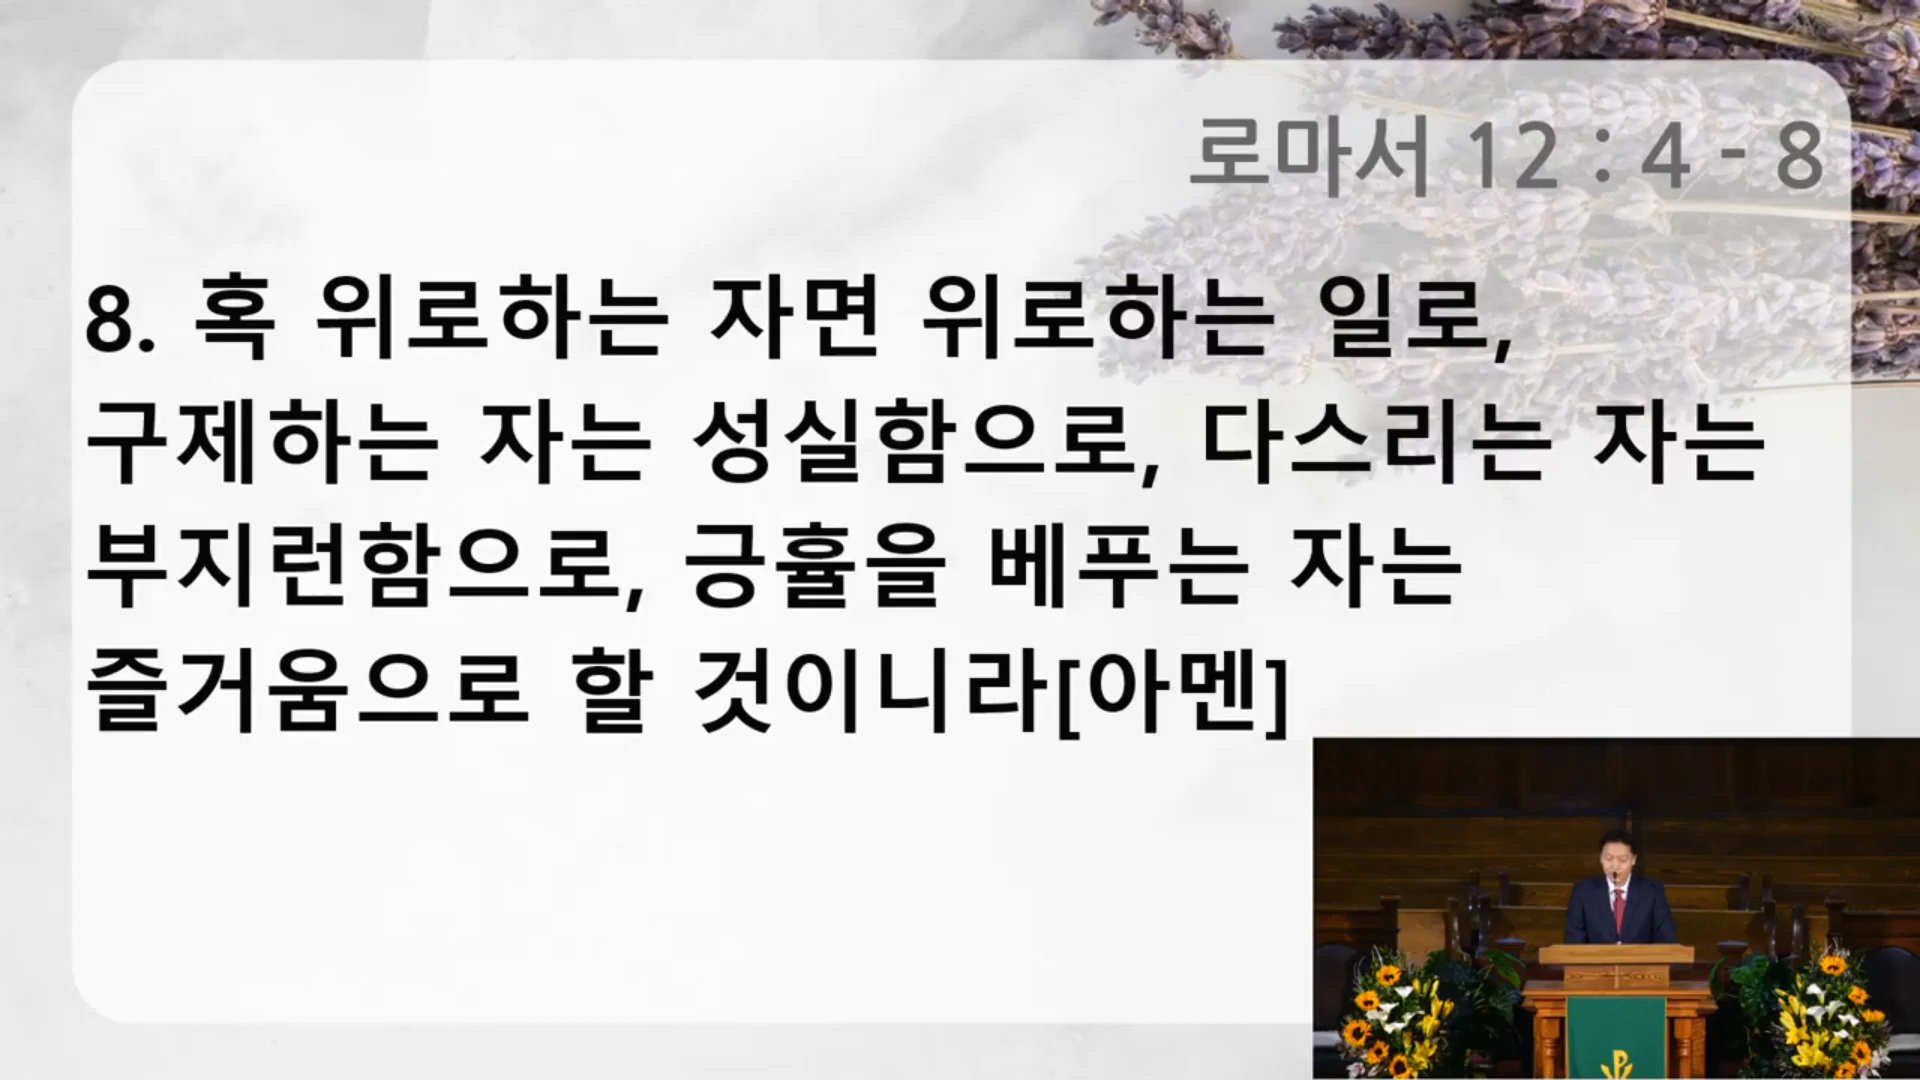 로마서 12 : 4 - 8
8. 혹 위로하는 자면 위로하는 일로,
구제하는 자는 성실함으로, 다스리는 자는
부지런함으로, 긍휼을 베푸는 자는
즐거움으로 할 것이니라[아멘]